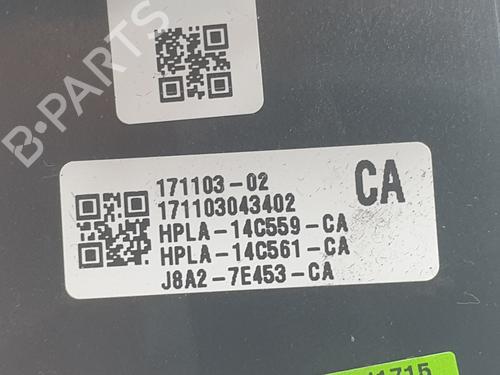 B-PARTS
171103-02
CA
171103043402
HPLA-14C559-CA
HPLA-14C561-CA
J8A2-7E453-CA